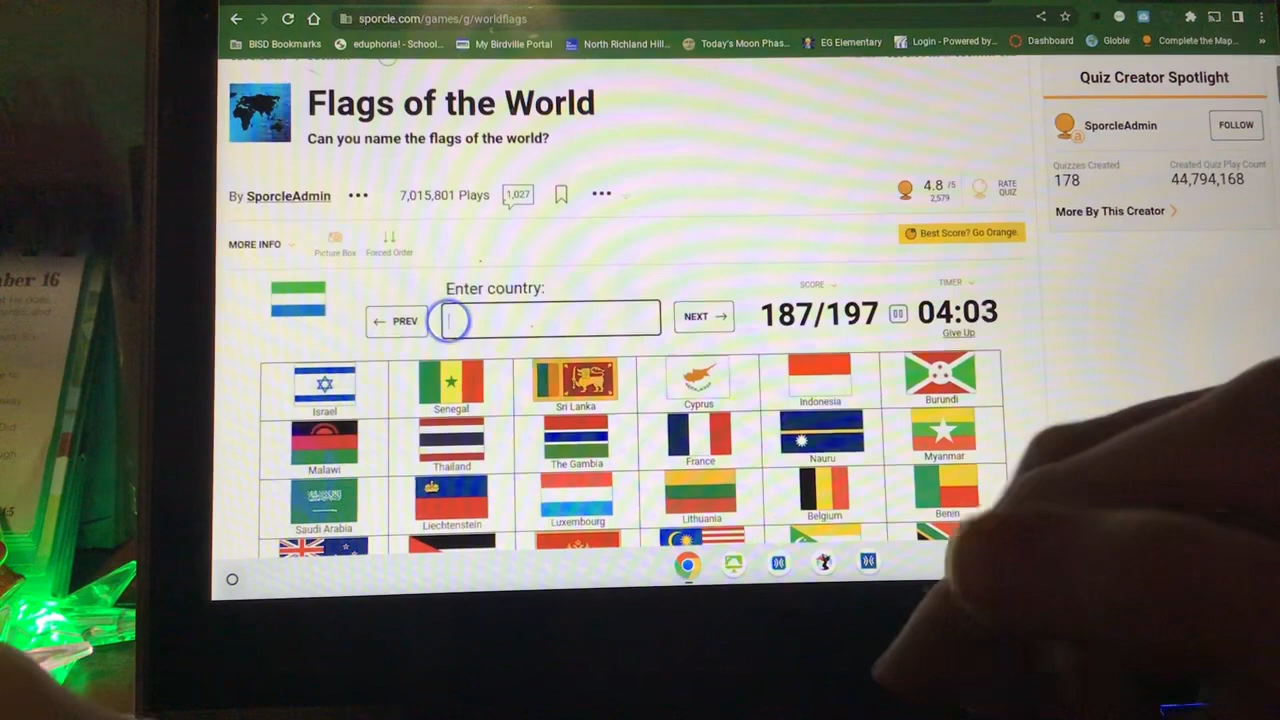 sporcle.com/games/g/worldflags
BISD Bookmarks eduphoria! - School... My Birdville Portal North Richland Hill... Today's Moon Phas... EG Elementary Login - Powered by... Dashboard Globle Complete the Map... »
Flags of the World
Can you name the flags of the world?
By SporcleAdmin ••• 7,015,801 Plays 1,027 •••
4.8 /5
2,579
RATE
QUIZ
MORE INFO
Picture Box Forced Order
Best Score? Go Orange.
Enter country:
← PREV
NEXT →
SCORE
187/197
TIMER
04:03
Give Up
Israel Senegal Sri Lanka Cyprus Indonesia Burundi
Malawi Thailand The Gambia France Nauru Myanmar
Saudi Arabia Liechtenstein Luxembourg Lithuania Belgium Benin
Quiz Creator Spotlight
SporcleAdmin
FOLLOW
Quizzes Created Created Quiz Play Count
178 44,794,168
More By This Creator
ber 16